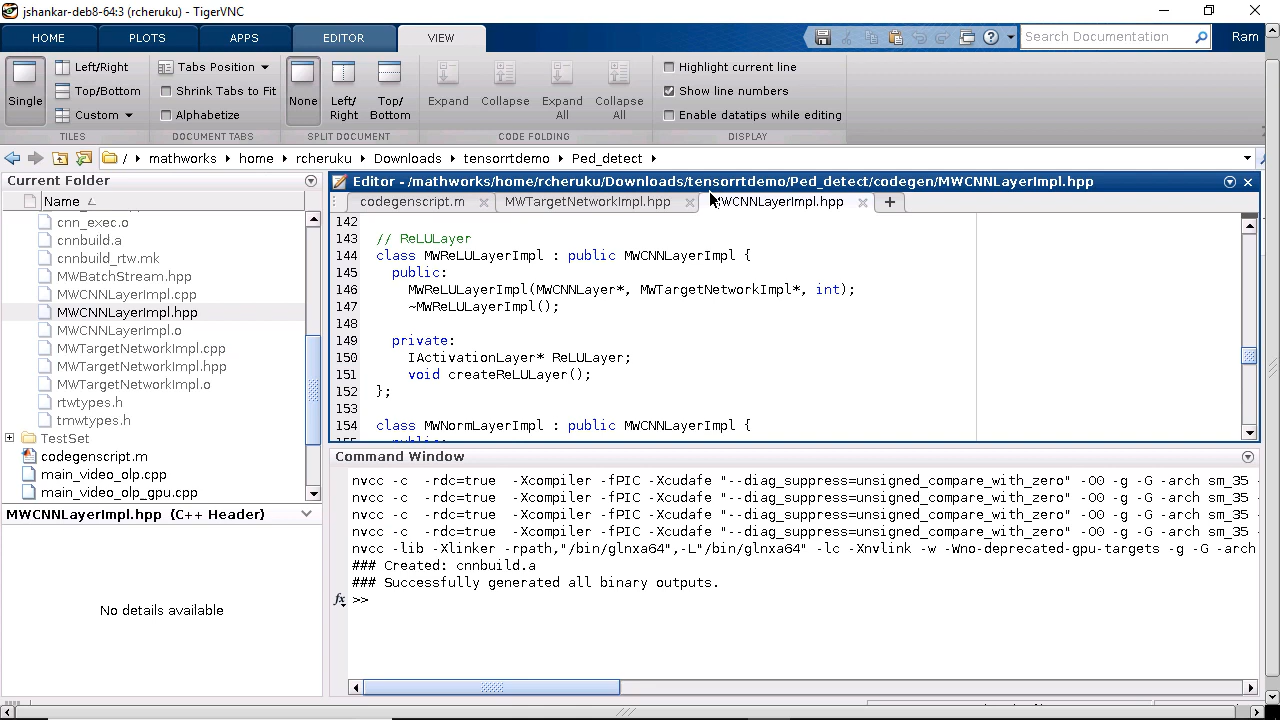 jshankar-deb8-64:3 (rcheruku) - TigerVNC
HOME PLOTS APPS EDITOR VIEW
Search Documentation Ram
Single
Left/Right
Top/Bottom
Custom
TILES
Tabs Position
Shrink Tabs to Fit
Alphabetize
DOCUMENT TABS
None Left/Right Top/Bottom
SPLIT DOCUMENT
Expand Collapse Expand All Collapse All
CODE FOLDING
Highlight current line
Show line numbers
Enable datatips while editing
DISPLAY
/ mathworks home rcheruku Downloads tensorrtdemo Ped_detect
Current Folder
Name
cnn_exec.o
cnnbuild.a
cnnbuild_rtw.mk
MWBatchStream.hpp
MWCNNLayerImpl.cpp
MWCNNLayerImpl.hpp
MWCNNLayerImpl.o
MWTargetNetworkImpl.cpp
MWTargetNetworkImpl.hpp
MWTargetNetworkImpl.o
rtwtypes.h
tmwtypes.h
TestSet
codegenscript.m
main_video_olp.cpp
main_video_olp_gpu.cpp
MWCNNLayerImpl.hpp (C++ Header)
No details available
Editor - /mathworks/home/rcheruku/Downloads/tensorrtdemo/Ped_detect/codegen/MWCNNLayerImpl.hpp
codegenscript.m MWTargetNetworkImpl.hpp MWCNNLayerImpl.hpp
142
143 // ReLULayer
144 class MWReLULayerImpl : public MWCNNLayerImpl {
145 public:
146 MWReLULayerImpl(MWCNNLayer*, MWTargetNetworkImpl*, int);
147 ~MWReLULayerImpl();
148
149 private:
150 IActivationLayer* ReLULayer;
151 void createReLULayer();
152 };
153
154 class MWNormLayerImpl : public MWCNNLayerImpl {
Command Window
nvcc -c -rdc=true -Xcompiler -fPIC -Xcudafe "--diag_suppress=unsigned_compare_with_zero" -O0 -g -G -arch sm_35
nvcc -c -rdc=true -Xcompiler -fPIC -Xcudafe "--diag_suppress=unsigned_compare_with_zero" -O0 -g -G -arch sm_35
nvcc -c -rdc=true -Xcompiler -fPIC -Xcudafe "--diag_suppress=unsigned_compare_with_zero" -O0 -g -G -arch sm_35
nvcc -c -rdc=true -Xcompiler -fPIC -Xcudafe "--diag_suppress=unsigned_compare_with_zero" -O0 -g -G -arch sm_35
nvcc -lib -Xlinker -rpath,"/bin/glnxa64",-L"/bin/glnxa64" -lc -Xnvlink -w -Wno-deprecated-gpu-targets -g -G -arch
### Created: cnnbuild.a
### Successfully generated all binary outputs.
fx >>